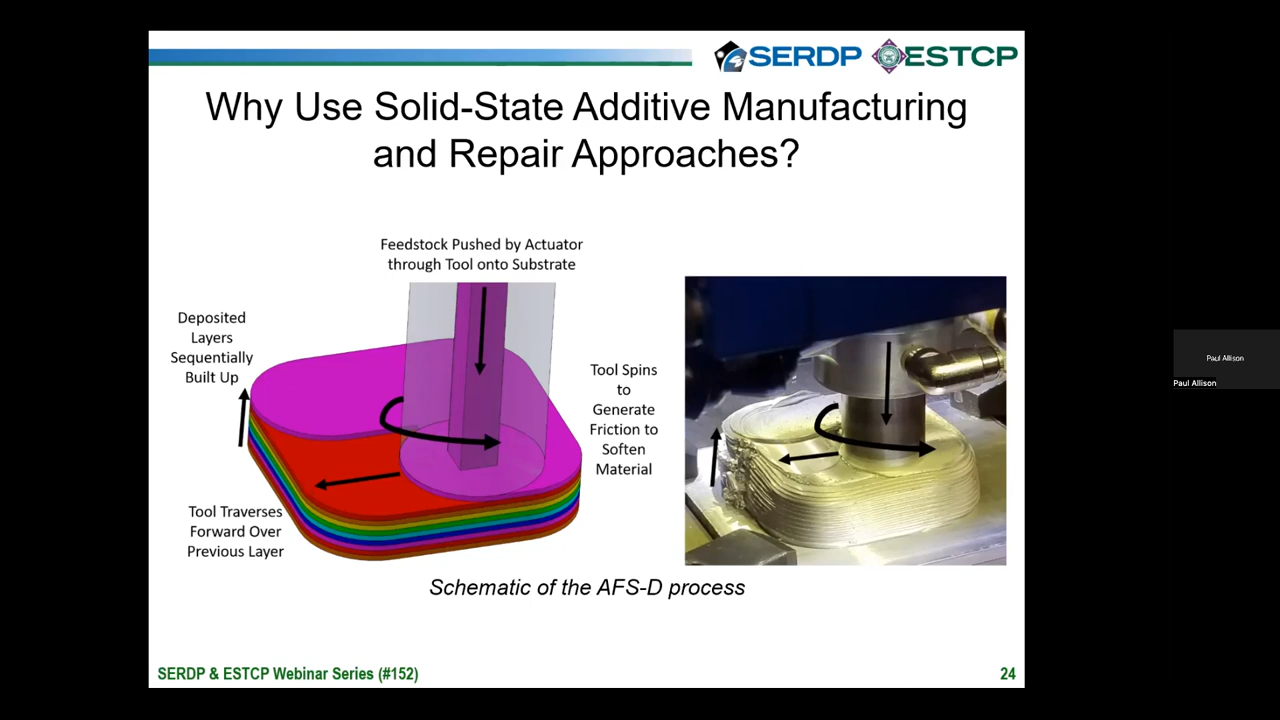 SERDP ESTCP
Why Use Solid-State Additive Manufacturing
and Repair Approaches?
Feedstock Pushed by Actuator
through Tool onto Substrate
Deposited
Layers
Sequentially
Built Up
Tool Spins
to
Generate
Friction to
Soften
Material
Tool Traverses
Forward Over
Previous Layer
Schematic of the AFS-D process
SERDP & ESTCP Webinar Series (#152)
24
Paul Allison
Paul Allison